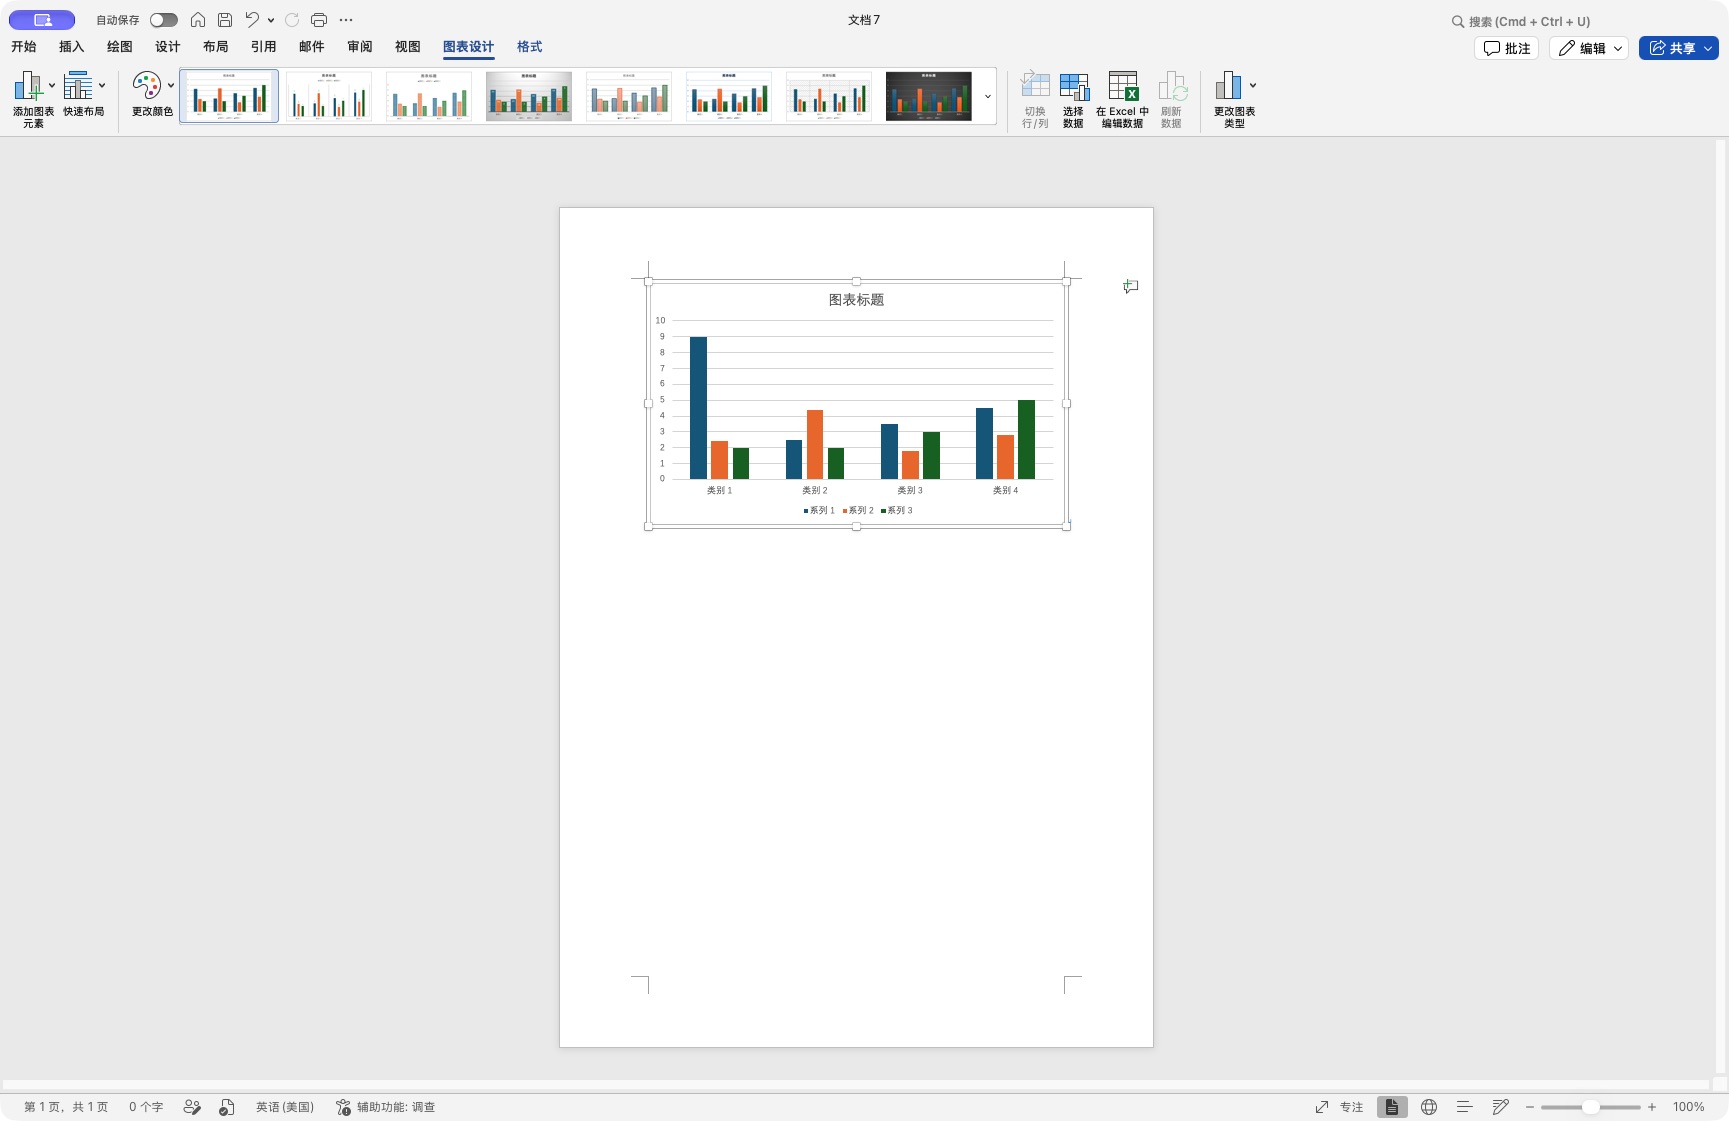 自动保存
文档7
搜索 (Cmd + Ctrl + U)
开始 插入 绘图 设计 布局 引用 邮件 审阅 视图 图表设计 格式
批注 编辑 共享
添加图表
元素
快速布局
更改颜色
切换
行/列
选择
数据
在 Excel 中
编辑数据
刷新
数据
更改图表
类型
图表标题
10
9
8
7
6
5
4
3
2
1
0
类别 1 类别 2 类别 3 类别 4
系列 1 系列 2 系列 3
第 1 页，共 1 页 0 个字 英语 (美国) 辅助功能: 调查 专注 100%